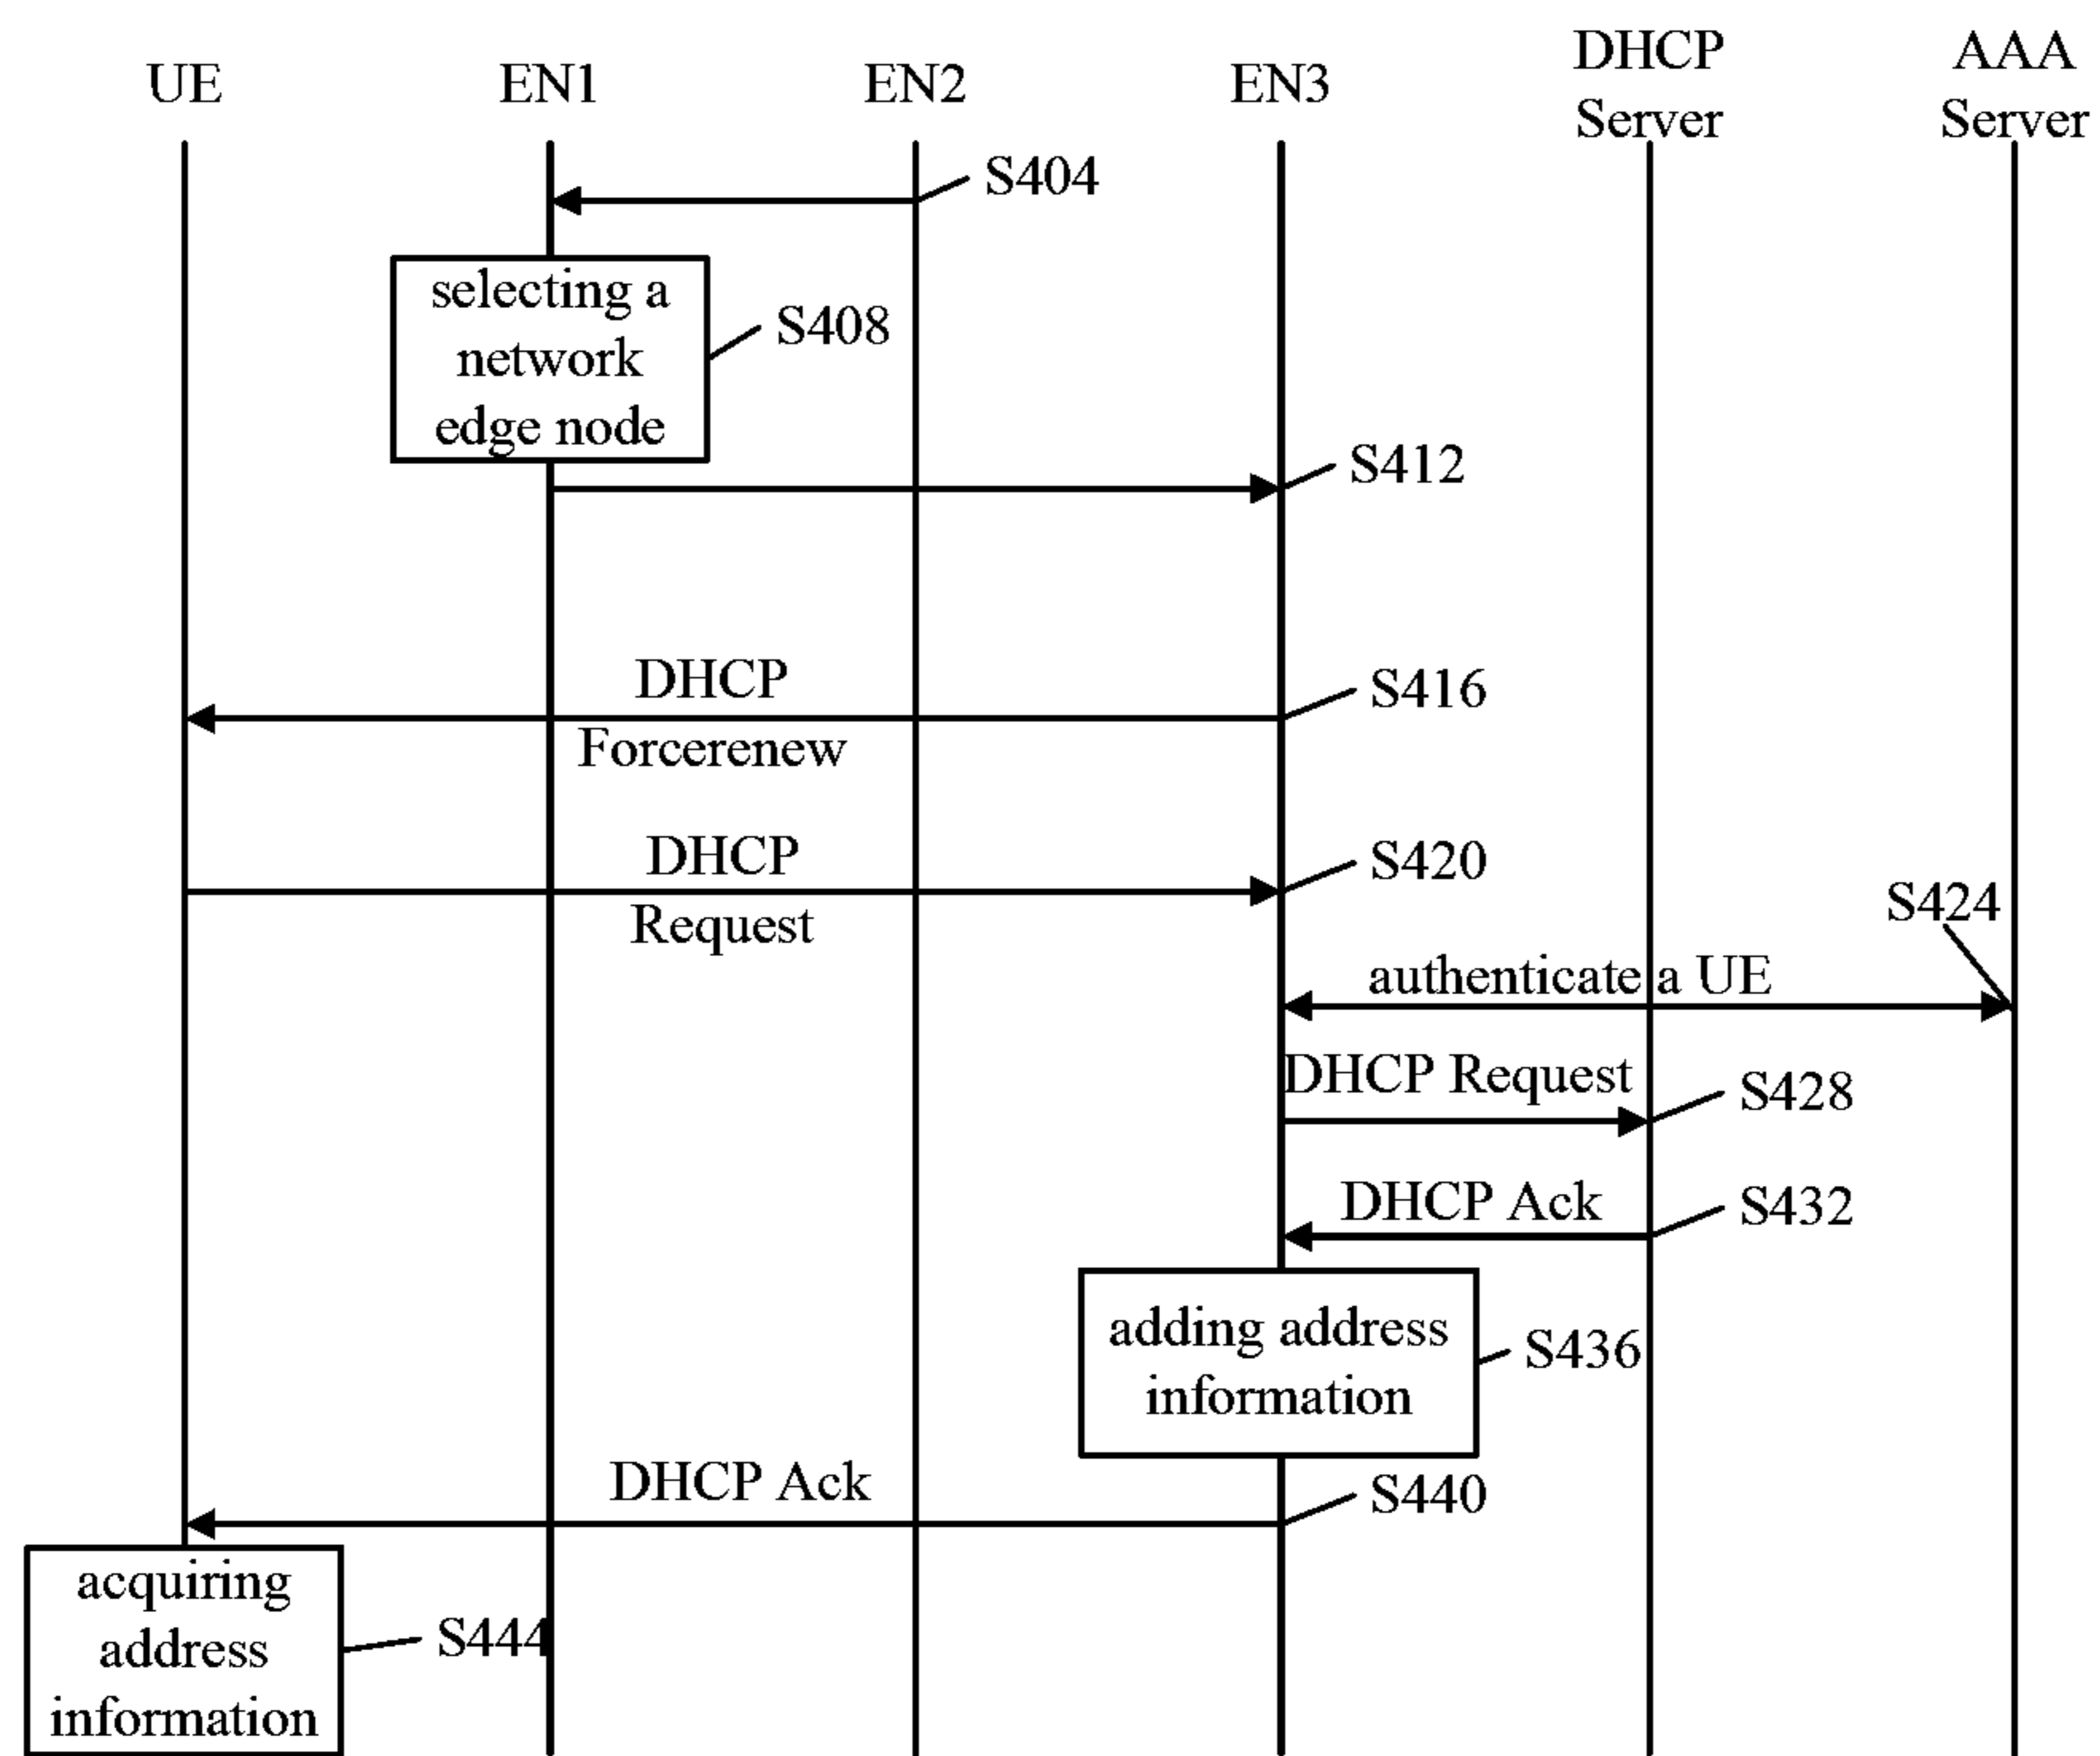 UE
EN1
EN2
EN3
DHCP
Server
AAA
Server
S404
selecting a
network
edge node
S408
S412
DHCP
Forcerenew
S416
DHCP
Request
S420
S424
authenticate a UE
DHCP Request
S428
DHCP Ack
S432
adding address
information
S436
DHCP Ack
S440
acquiring
address
information
S444